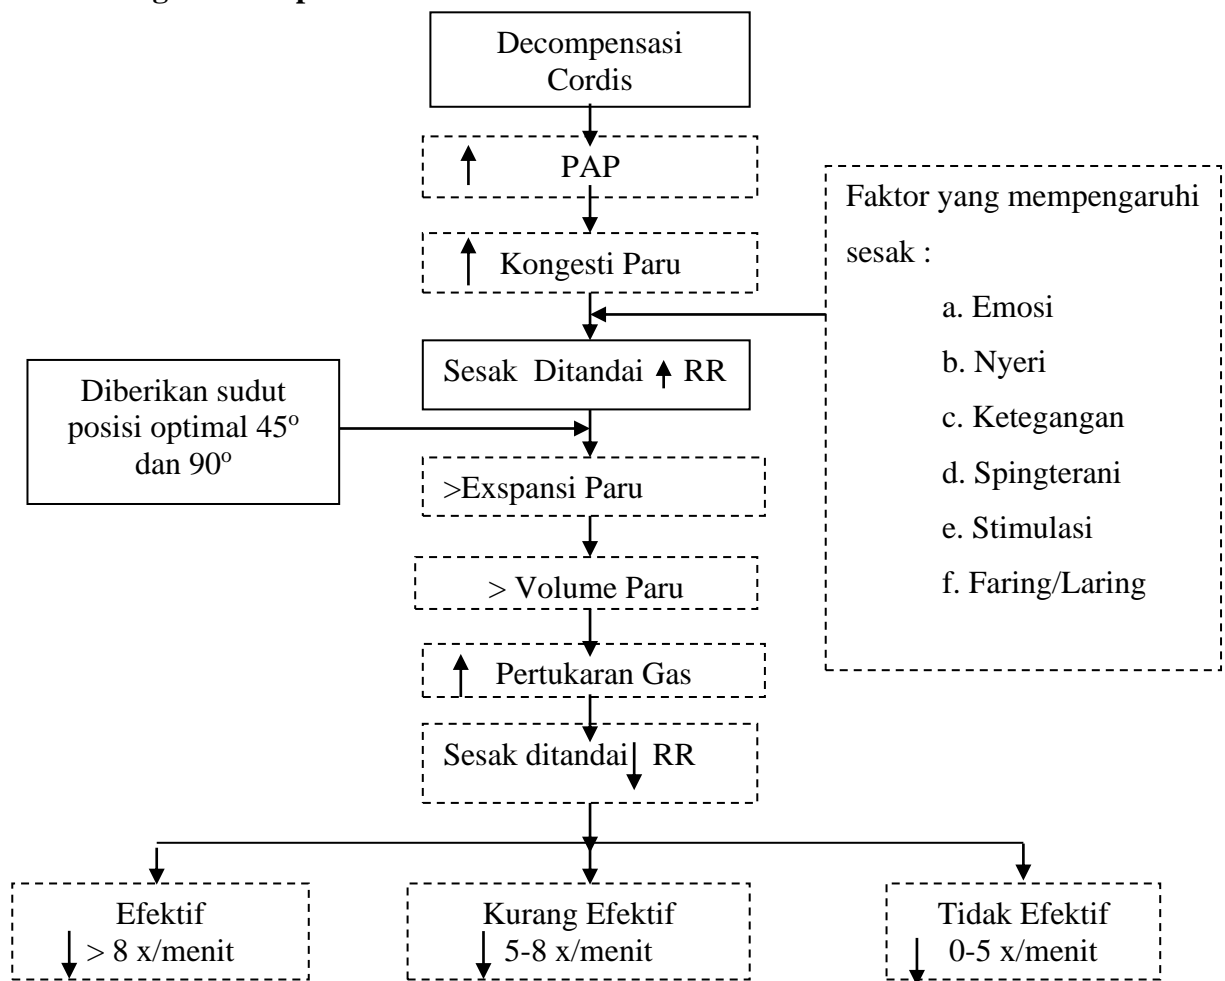 Decompensasi
Cordis
PAP
Kongesti Paru
Faktor yang mempengaruhi
sesak :
a. Emosi
b. Nyeri
c. Ketegangan
d. Spingterani
e. Stimulasi
f. Faring/Laring
Sesak Ditandai ↑ RR
Diberikan sudut
posisi optimal 45º
dan 90º
>Exspansi Paru
> Volume Paru
Pertukaran Gas
Sesak ditandai↓ RR
Efektif
↓ > 8 x/menit
Kurang Efektif
↓ 5-8 x/menit
Tidak Efektif
↓ 0-5 x/menit